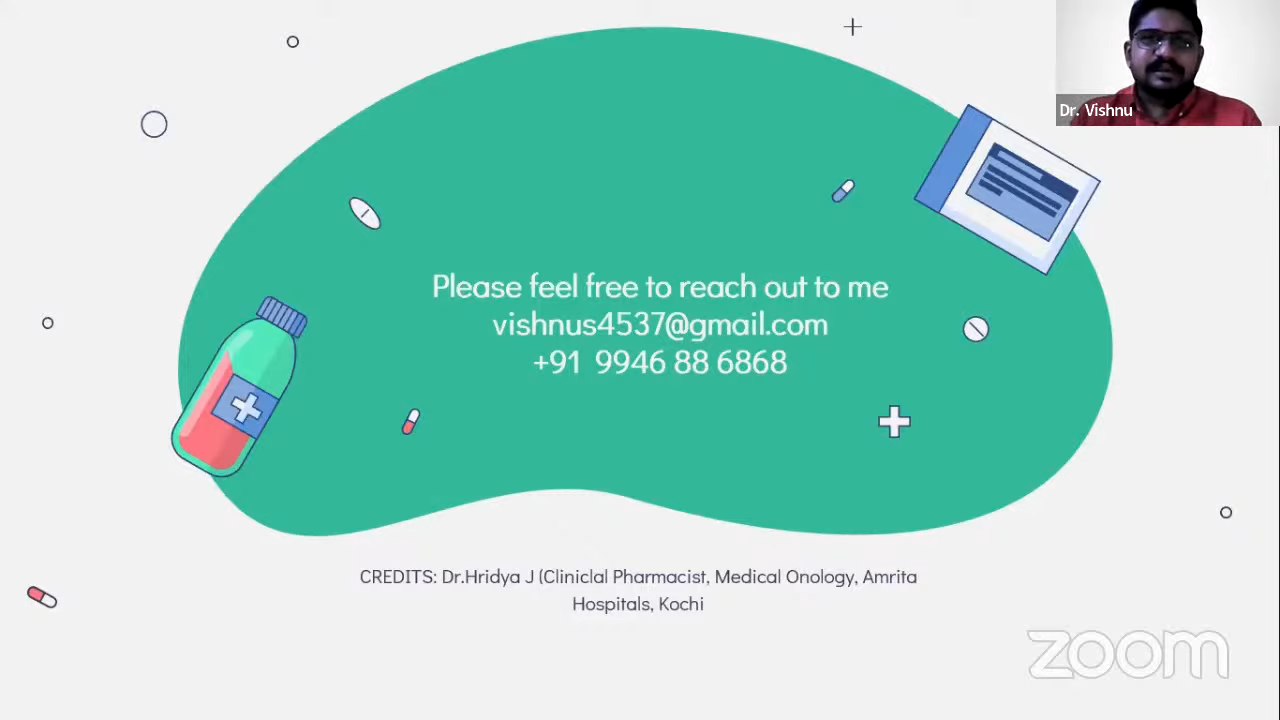 Dr. Vishnu
Please feel free to reach out to me
vishnus4537@gmail.com
+91 9946 88 6868
CREDITS: Dr.Hridya J (Cliniclal Pharmacist, Medical Onology, Amrita
Hospitals, Kochi
zoom